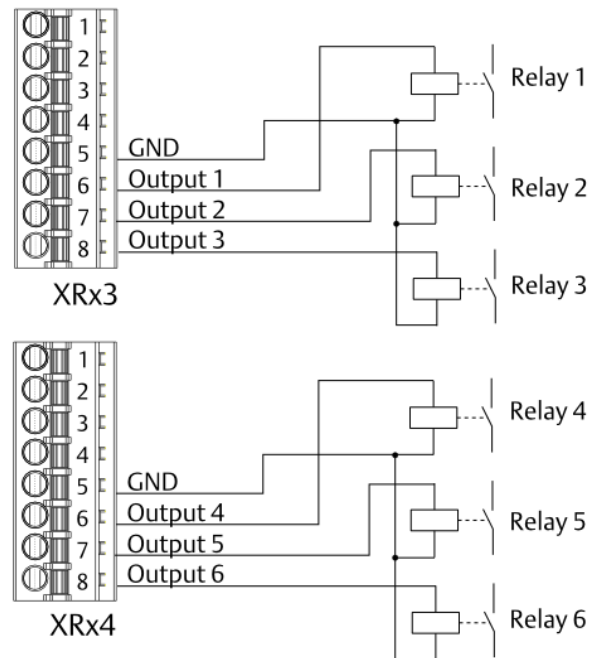 1
2
3
4
5 GND
6 Output 1
7 Output 2
8 Output 3
Relay 1
Relay 2
Relay 3
XRx3
1
2
3
4
5 GND
6 Output 4
7 Output 5
8 Output 6
Relay 4
Relay 5
Relay 6
XRx4